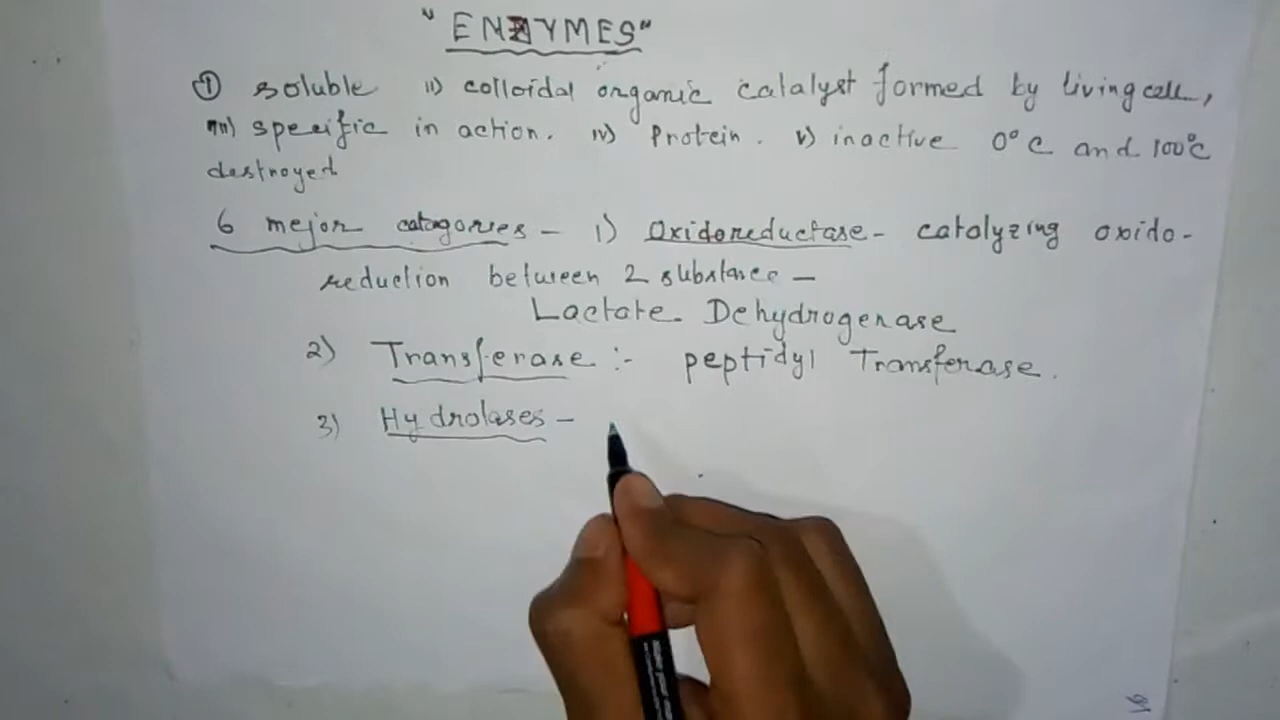 "ENZYMES"
① soluble ii) colloidal organic catalyst formed by living cell,
iii) specific in action. iv) Protein. v) inactive 0°C and 100°C
destroyed
6 mejor catagories - 1) Oxidoreductase - catalyzing oxido-
reduction between 2 substance -
Lactate Dehydrogenase
2) Transferase :- peptidyl Transferase.
3) Hydrolases -